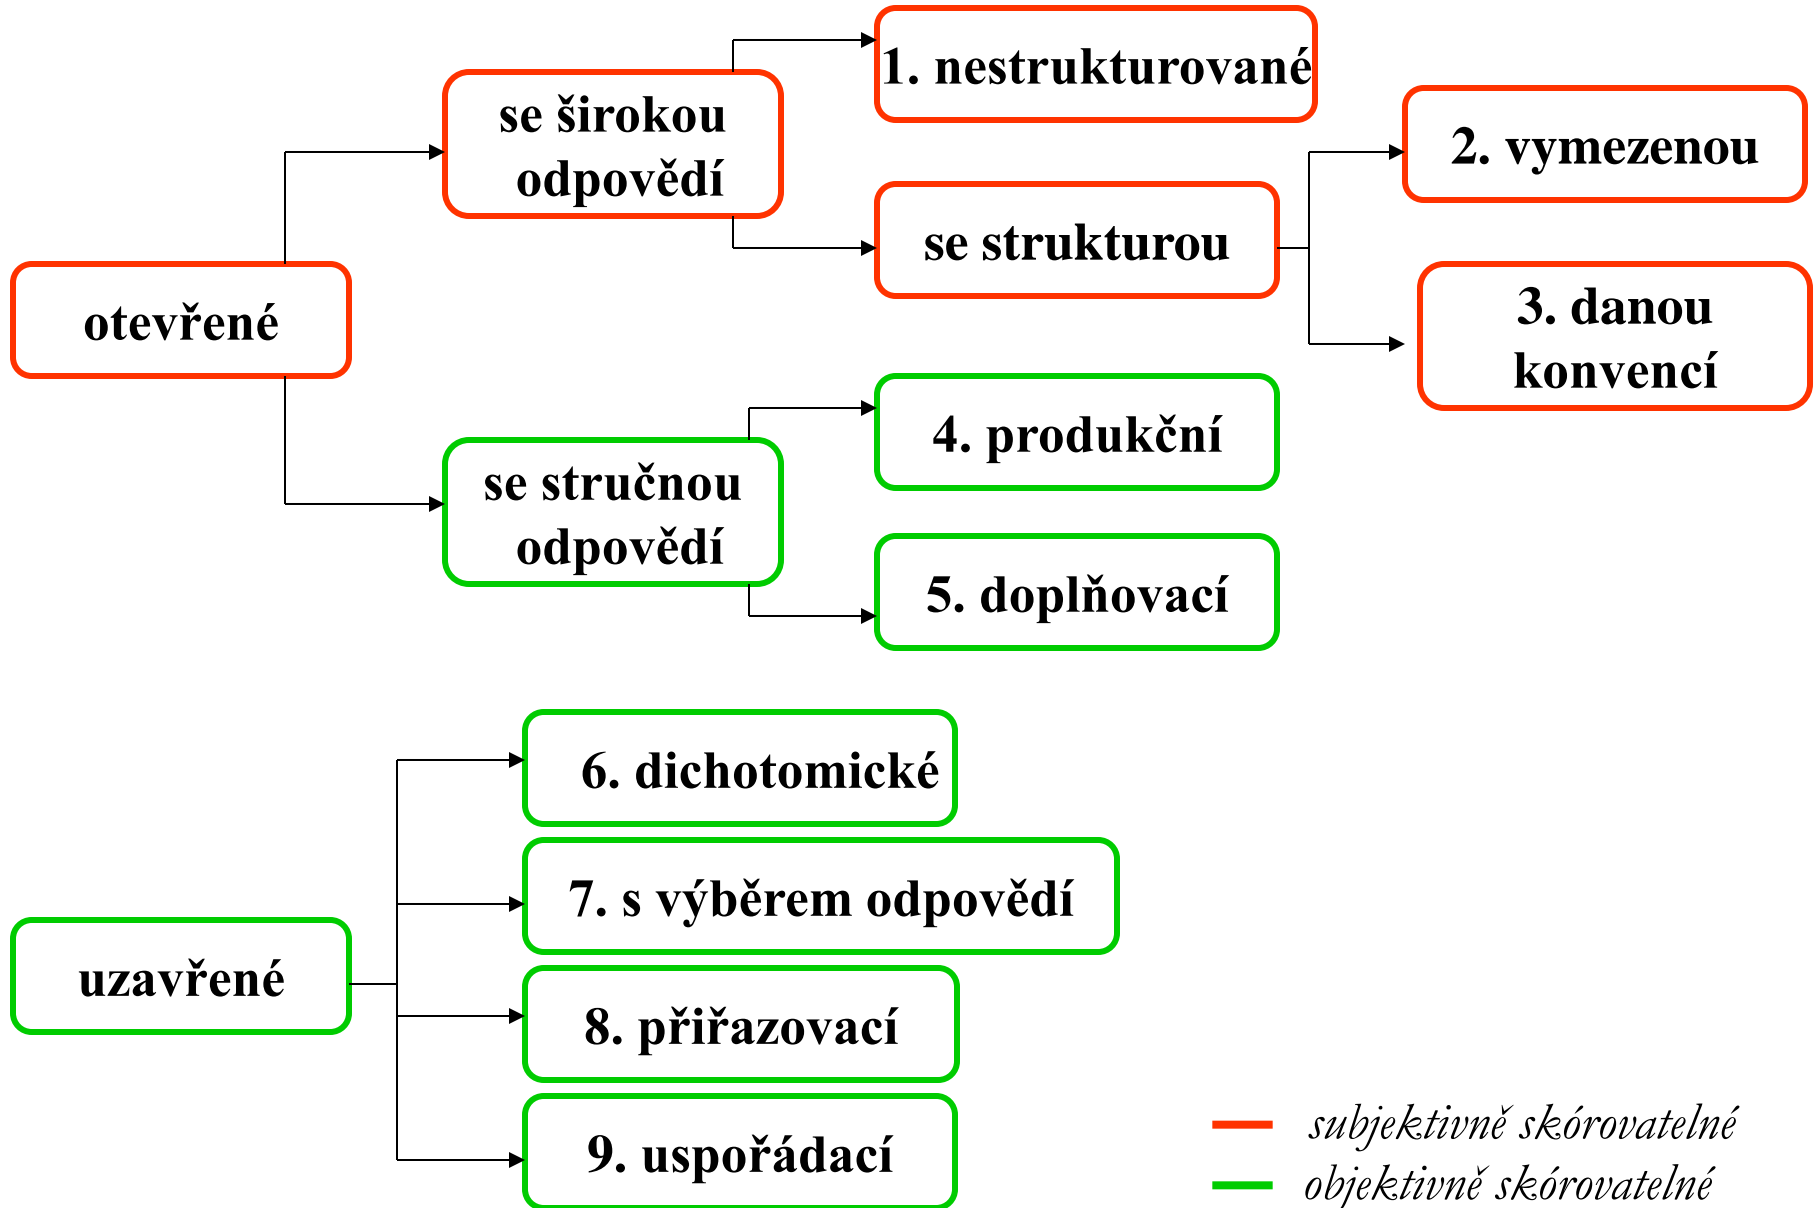 otevřené
se širokou
odpovědí
1. nestrukturované
se strukturou
2. vymezenou
3. danou
konvencí
se stručnou
odpovědí
4. produkční
5. doplňovací
uzavřené
6. dichotomické
7. s výběrem odpovědí
8. přiřazovací
9. uspořádací
subjektivně skórovatelné
objektivně skórovatelné